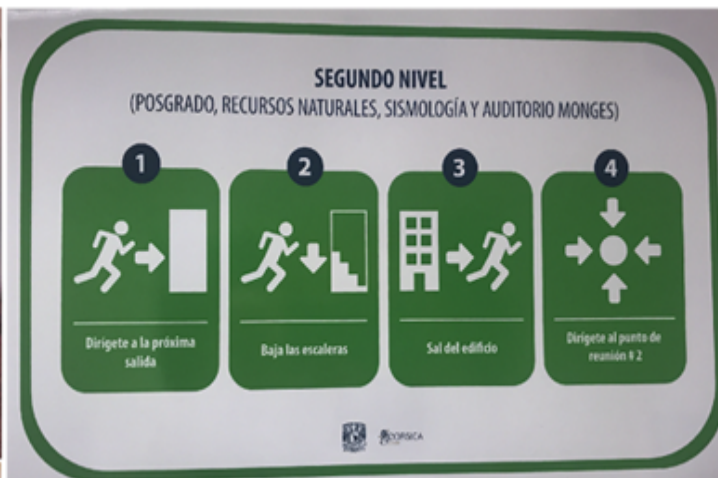 SEGUNDO NIVEL
(POSGRADO, RECURSOS NATURALES, SISMOLOGÍA Y AUDITORIO MONGES)
1
2
3
4
Dirígete a la próxima
salida
Baja las escaleras
Sal del edificio
Dirígete al punto de
reunión # 2
CORSICA